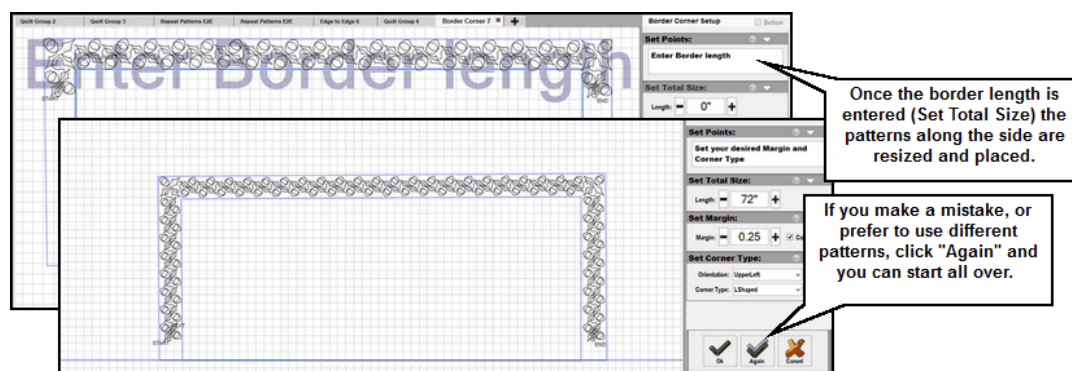 Quilt Group 2
Quilt Group 3
Repeat Patterns E2E
Repeat Patterns E2E
Edge to Edge 6
Quilt Group 6
Border Corner 7
Border Corner Setup
Bottom
Set Points:
Enter Border length
Set Total Size:
Length:
0"
Enter Border length
START
END
Once the border length is
entered (Set Total Size) the
patterns along the side are
resized and placed.
Set Points:
Set your desired Margin and
Corner Type
Set Total Size:
Length:
72"
Set Margin:
Margin:
0.25
Set Corner Type:
Orientation:
UpperLeft
Corner Type:
LShaped
Ok
Again
Cancel
END
If you make a mistake, or
prefer to use different
patterns, click "Again" and
you can start all over.